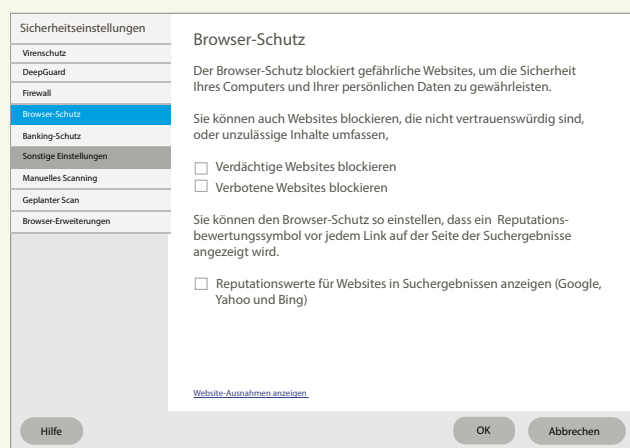 Sicherheitseinstellungen
Virenschutz
DeepGuard
Firewall
Browser-Schutz
Banking-Schutz
Sonstige Einstellungen
Manuelles Scanning
Geplanter Scan
Browser-Erweiterungen
Browser-Schutz
Der Browser-Schutz blockiert gefährliche Websites, um die Sicherheit
Ihres Computers und Ihrer persönlichen Daten zu gewährleisten.
Sie können auch Websites blockieren, die nicht vertrauenswürdig sind,
oder unzulässige Inhalte umfassen,
Verdächtige Websites blockieren
Verbotene Websites blockieren
Sie können den Browser-Schutz so einstellen, dass ein Reputations-
bewertungssymbol vor jedem Link auf der Seite der Suchergebnisse
angezeigt wird.
Reputationswerte für Websites in Suchergebnissen anzeigen (Google,
Yahoo und Bing)
Website-Ausnahmen anzeigen
Hilfe
OK
Abbrechen